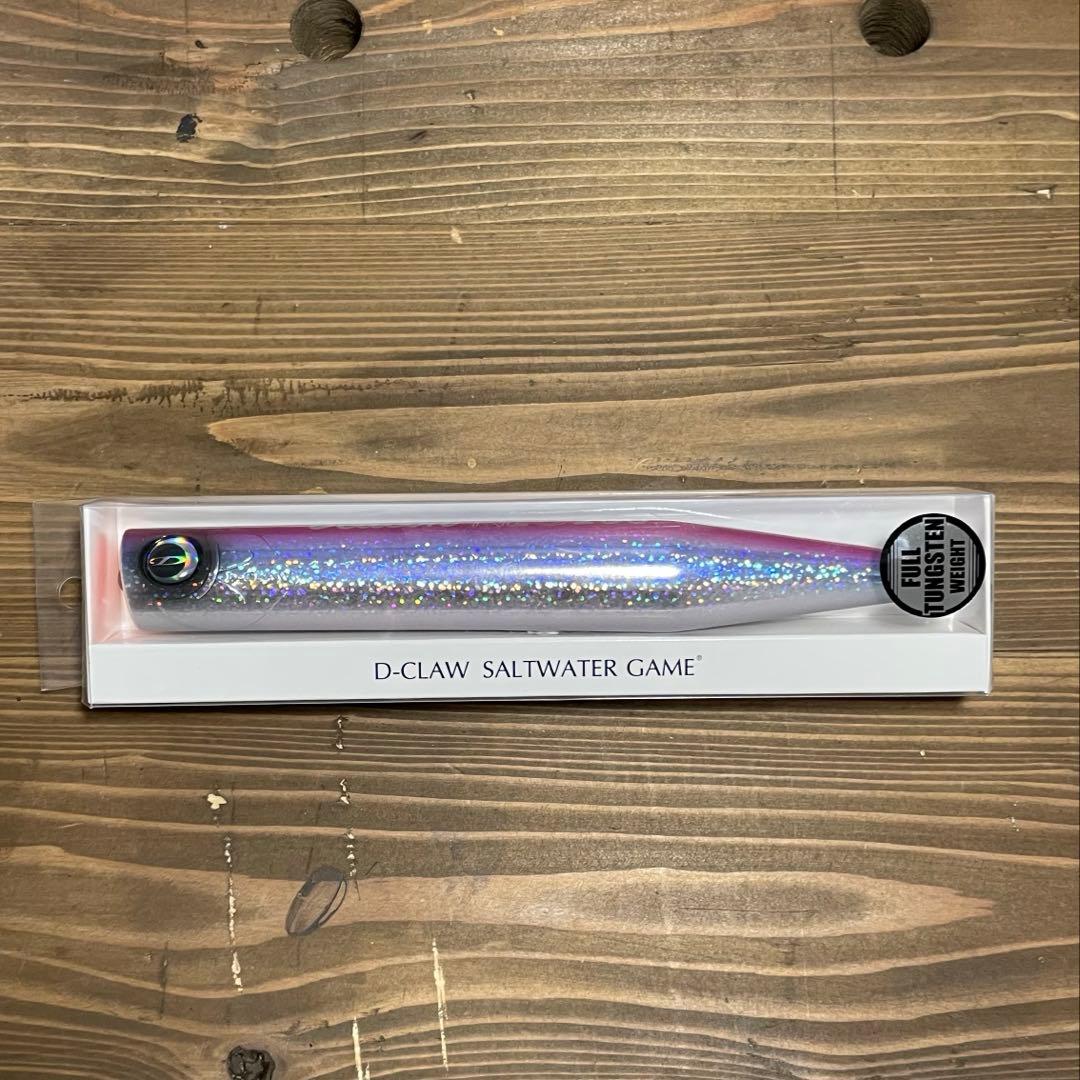 FULL
TUNGSTEN
WEIGHT
D-CLAW SALTWATER GAME®